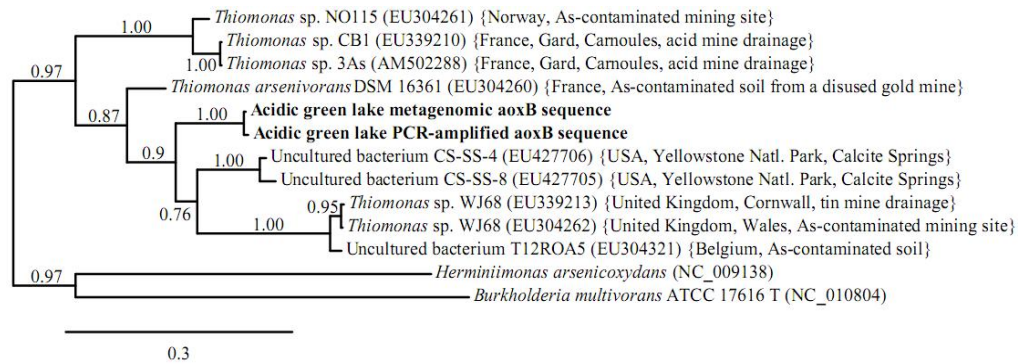 1.00
Thiomonas sp. NO115 (EU304261) {Norway, As-contaminated mining site}
Thiomonas sp. CB1 (EU339210) {France, Gard, Carnoules, acid mine drainage}
1.00 Thiomonas sp. 3As (AM502288) {France, Gard, Carnoules, acid mine drainage}
0.97
Thiomonas arsenivorans DSM 16361 (EU304260) {France, As-contaminated soil from a disused gold mine}
0.87
1.00 Acidic green lake metagenomic aoxB sequence
Acidic green lake PCR-amplified aoxB sequence
0.9
1.00 Uncultured bacterium CS-SS-4 (EU427706) {USA, Yellowstone Natl. Park, Calcite Springs}
Uncultured bacterium CS-SS-8 (EU427705) {USA, Yellowstone Natl. Park, Calcite Springs}
0.76
0.95 Thiomonas sp. WJ68 (EU339213) {United Kingdom, Cornwall, tin mine drainage}
1.00 Thiomonas sp. WJ68 (EU304262) {United Kingdom, Wales, As-contaminated mining site}
Uncultured bacterium T12ROA5 (EU304321) {Belgium, As-contaminated soil}
0.97 Herminiimonas arsenicoxydans (NC_009138)
Burkholderia multivorans ATCC 17616 T (NC_010804)
0.3